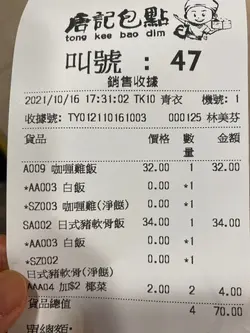 唐記包點
tong kee bao dim
叫號 : 47
銷售收據
2021/10/16 17:31:02 TK10 青衣 機號: 1
收據號: TY012110161003 000125 林美芬
貨品 價格 數量 金額
A009 咖喱雞飯 32.00 1 32.00
*AA003 白飯 0.00 *1
*SZ003 咖喱雞(淨餸) 0.00 *1
SA002 日式豬軟骨飯 34.00 1 34.00
*AA003 白飯 0.00 *1
*SZ002 0.00 *1
日式豬軟骨(淨餸)
AAA04 加$2 椰菜 2.00 2 4.00
貨品總值 4 70.00